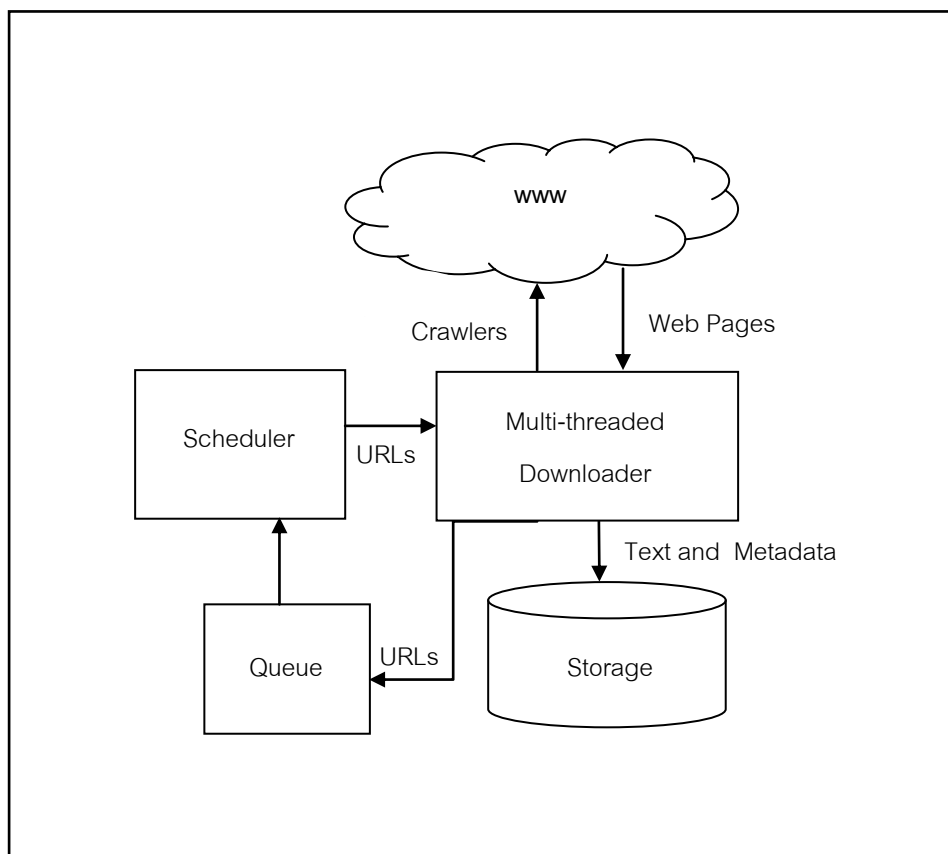 www
Crawlers
Web Pages
Scheduler
URLs
Multi-threaded
Downloader
Text and Metadata
Queue
URLs
Storage